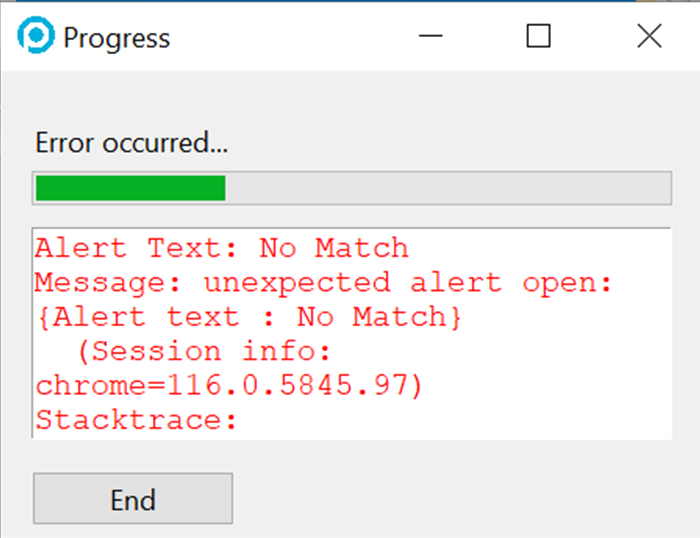 Progress
Error occurred...
Alert Text: No Match
Message: unexpected alert open:
{Alert text : No Match}
  (Session info:
chrome=116.0.5845.97)
Stacktrace:
End